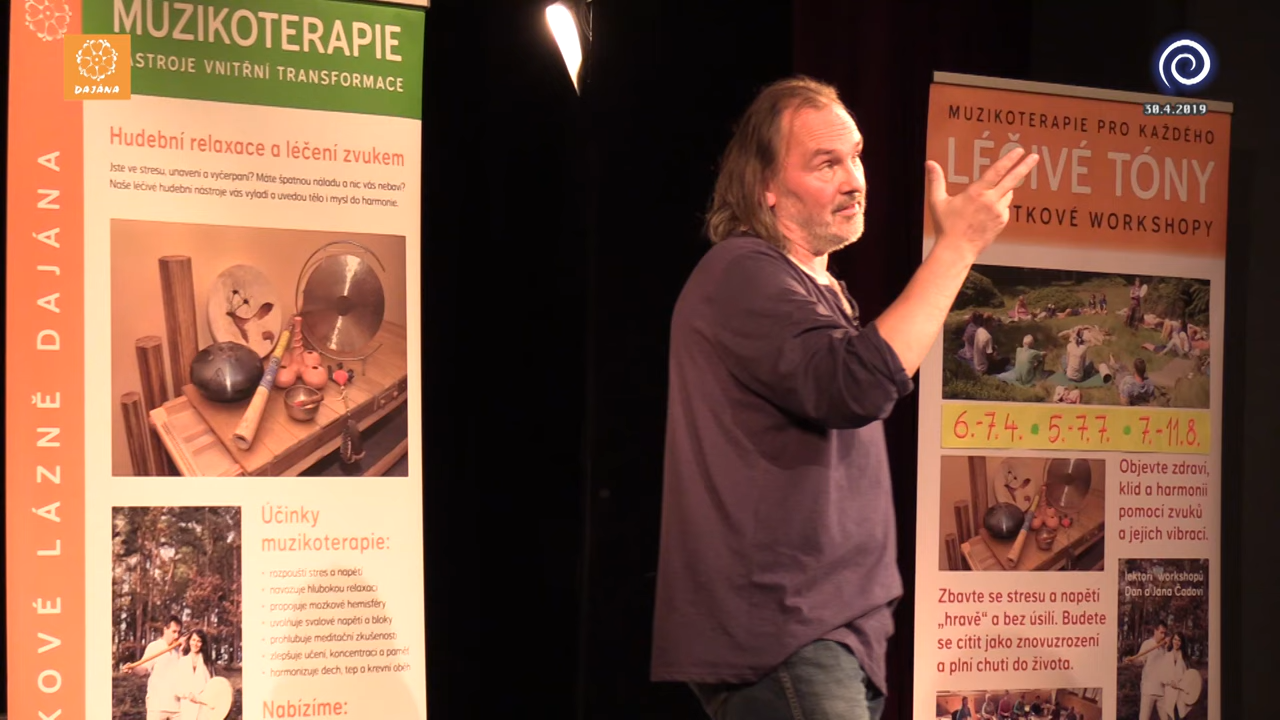 MUZIKOTERAPIE
NÁSTROJE VNITŘNÍ TRANSFORMACE
DAJÁNA
Hudební relaxace a léčení zvukem
Jste ve stresu, unaveni a vyčerpaní? Máte špatnou náladu a nic vás nebaví?
Naše léčivé hudební nástroje vás vyladí a uvedou tělo i mysl do harmonie.
KOVÉ LÁZNĚ DAJÁNA
Účinky
muzikoterapie:
• rozpouští stres a napětí
• navozuje hlubokou relaxaci
• propojuje mozkové hemisféry
• uvolňuje svalové napětí a bloky
• prohlubuje meditační zkušenosti
• zlepšuje učení, koncentraci a paměť
• harmonizuje dech, tep a krevní oběh
Nabízíme:
30.4.2019
MUZIKOTERAPIE PRO KAŽDÉHO
LÉČIVÉ TÓNY
TKOVÉ WORKSHOPY
6.-7.4. • 5.-7.7. • 7.-11.8.
Objevte zdraví,
klid a harmonii
pomocí zvuků
a jejich vibrací.
Zbavte se stresu a napětí
„hravě“ a bez úsilí. Budete
se cítit jako znovuzrození
a plní chuti do života.
lektoři workshopů
Dan a Jana Čadovi